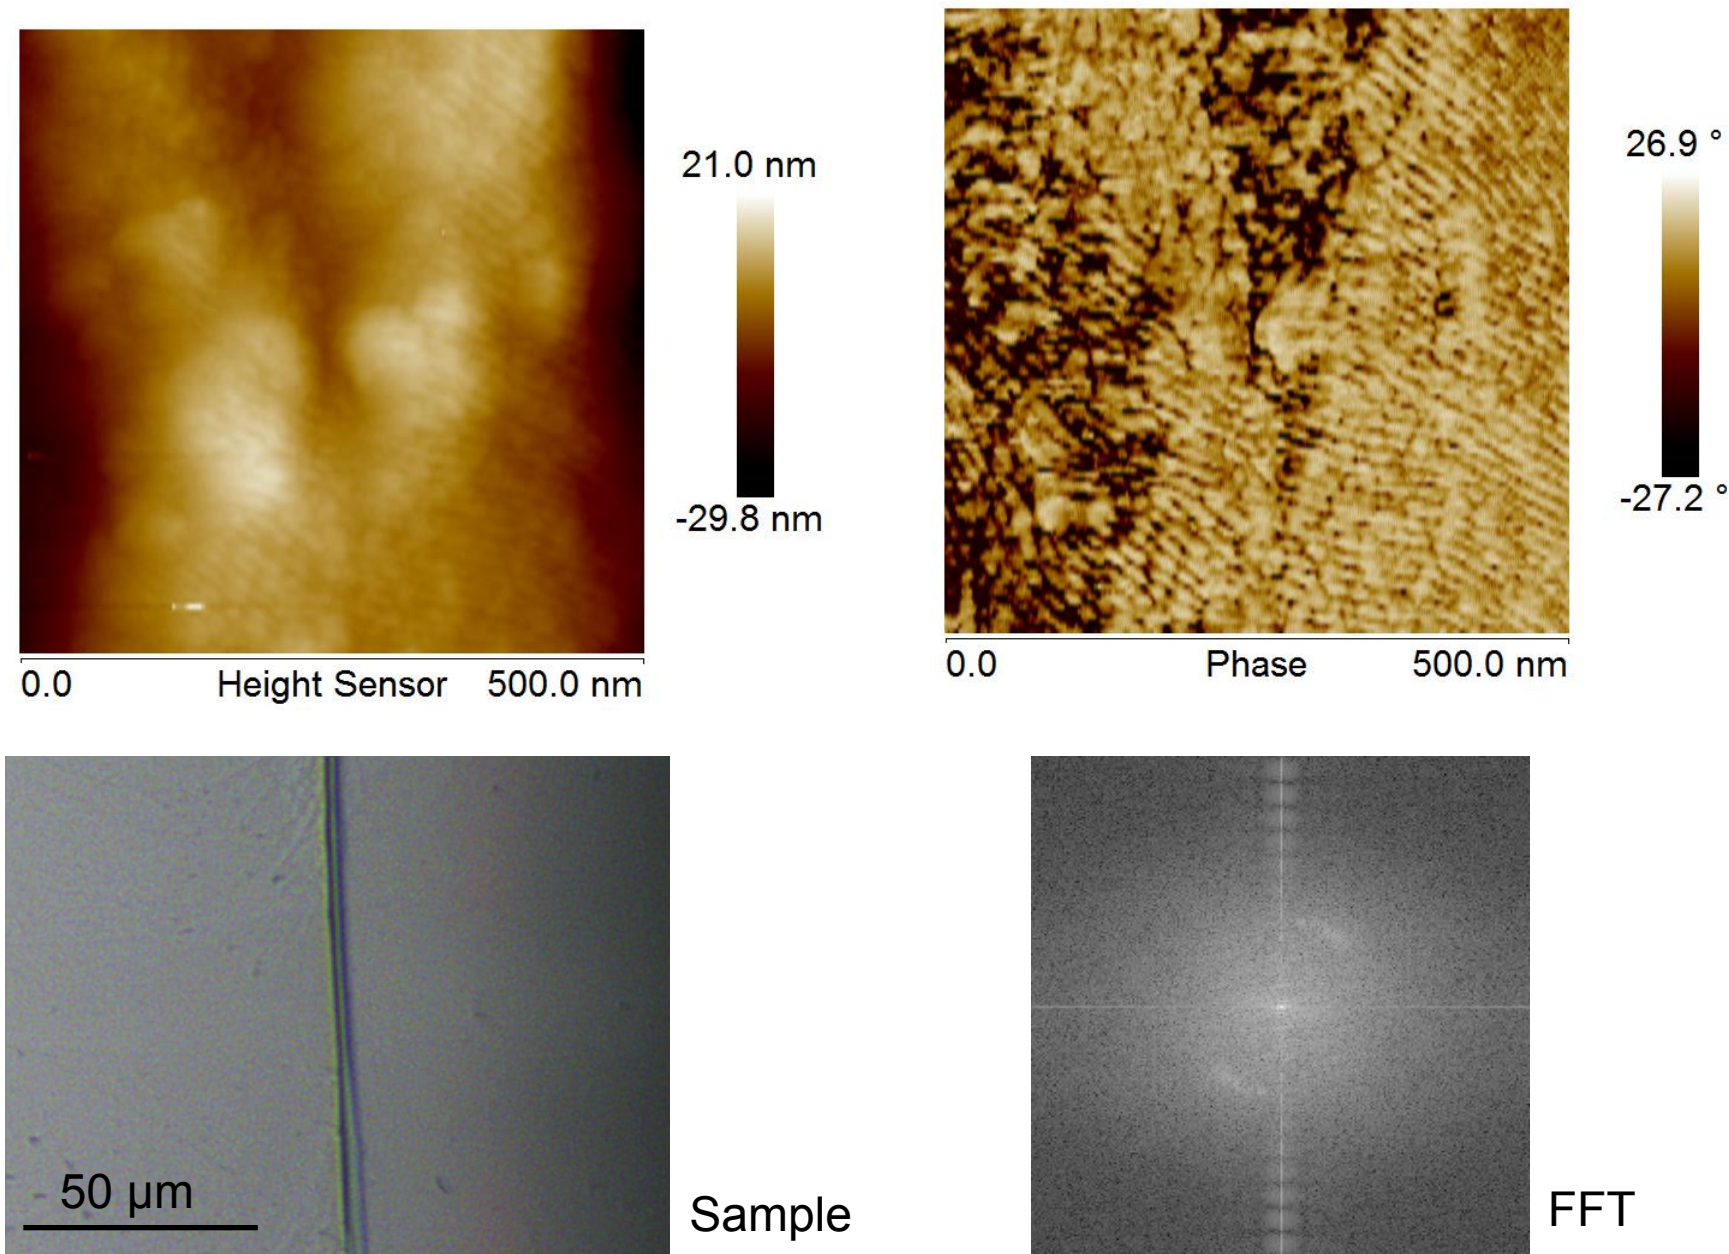 21.0 nm
-29.8 nm
0.0 Height Sensor 500.0 nm
26.9 °
-27.2 °
0.0 Phase 500.0 nm
50 µm
Sample
FFT